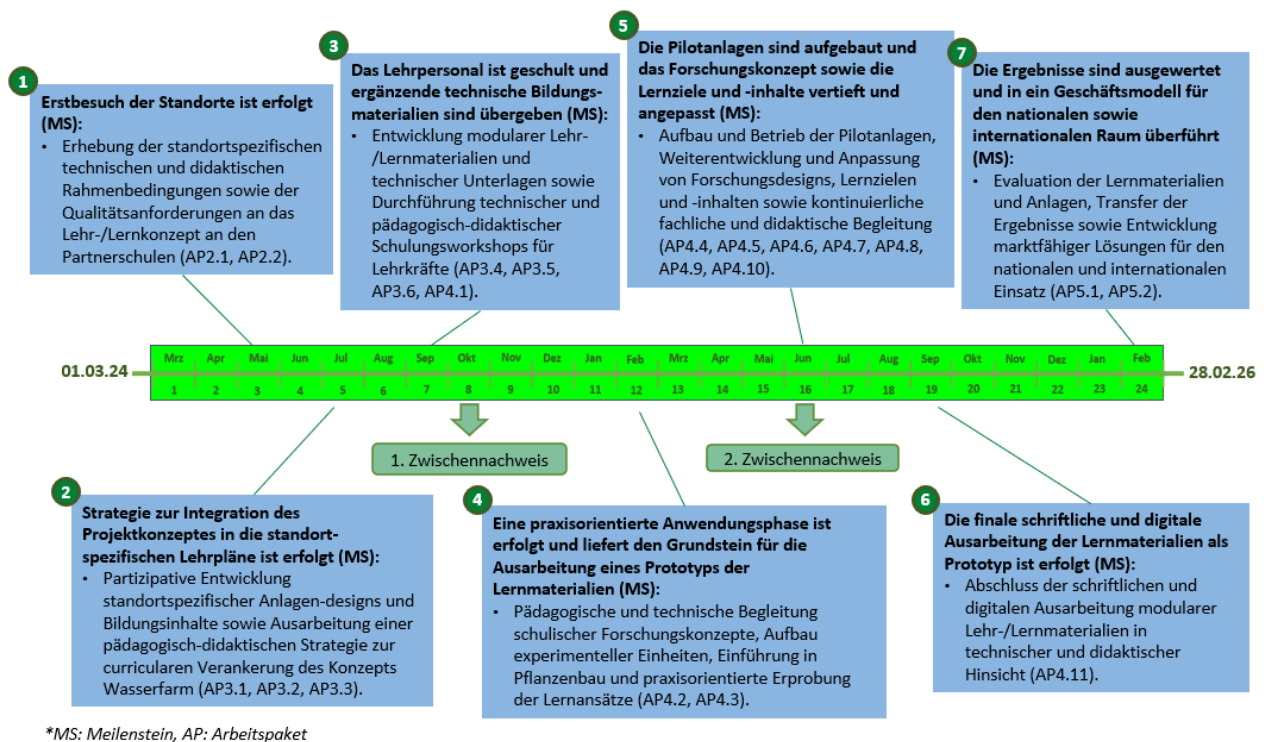 1
Erstbesuch der Standorte ist erfolgt
(MS):
• Erhebung der standortspezifischen
technischen und didaktischen
Rahmenbedingungen sowie der
Qualitätsanforderungen an das
Lehr-/Lernkonzept an den
Partnerschulen (AP2.1, AP2.2).
3
Das Lehrpersonal ist geschult und
ergänzende technische Bildungs-
materialien sind übergeben (MS):
• Entwicklung modularer Lehr-
/Lernmaterialien und
technischer Unterlagen sowie
Durchführung technischer und
pädagogisch-didaktischer
Schulungsworkshops für
Lehrkräfte (AP3.4, AP3.5,
AP3.6, AP4.1).
5
Die Pilotanlagen sind aufgebaut und
das Forschungskonzept sowie die
Lernziele und -inhalte vertieft und
angepasst (MS):
• Aufbau und Betrieb der Pilotanlagen,
Weiterentwicklung und Anpassung
von Forschungsdesigns, Lernzielen
und -inhalten sowie kontinuierliche
fachliche und didaktische Begleitung
(AP4.4, AP4.5, AP4.6, AP4.7, AP4.8,
AP4.9, AP4.10).
7
Die Ergebnisse sind ausgewertet
und in ein Geschäftsmodell für
den nationalen sowie
internationalen Raum überführt
(MS):
• Evaluation der Lernmaterialien
und Anlagen, Transfer der
Ergebnisse sowie Entwicklung
marktfähiger Lösungen für den
nationalen und internationalen
Einsatz (AP5.1, AP5.2).
01.03.24
Mrz Apr Mai Jun Jul Aug Sep Okt Nov Dez Jan Feb Mrz Apr Mai Jun Jul Aug Sep Okt Nov Dez Jan Feb
1 2 3 4 5 6 7 8 9 10 11 12 13 14 15 16 17 18 19 20 21 22 23 24
28.02.26
1. Zwischennachweis
2. Zwischennachweis
2
Strategie zur Integration des
Projektkonzeptes in die standort-
spezifischen Lehrpläne ist erfolgt (MS):
• Partizipative Entwicklung
standortspezifischer Anlagen-designs und
Bildungsinhalte sowie Ausarbeitung einer
pädagogisch-didaktischen Strategie zur
curricularen Verankerung des Konzepts
Wasserfarm (AP3.1, AP3.2, AP3.3).
4
Eine praxisorientierte Anwendungsphase ist
erfolgt und liefert den Grundstein für die
Ausarbeitung eines Prototyps der
Lernmaterialien (MS):
• Pädagogische und technische Begleitung
schulischer Forschungskonzepte, Aufbau
experimenteller Einheiten, Einführung in
Pflanzenbau und praxisorientierte Erprobung
der Lernansätze (AP4.2, AP4.3).
6
Die finale schriftliche und digitale
Ausarbeitung der Lernmaterialien als
Prototyp ist erfolgt (MS):
• Abschluss der schriftlichen und
digitalen Ausarbeitung modularer
Lehr-/Lernmaterialien in
technischer und didaktischer
Hinsicht (AP4.11).
*MS: Meilenstein, AP: Arbeitspaket